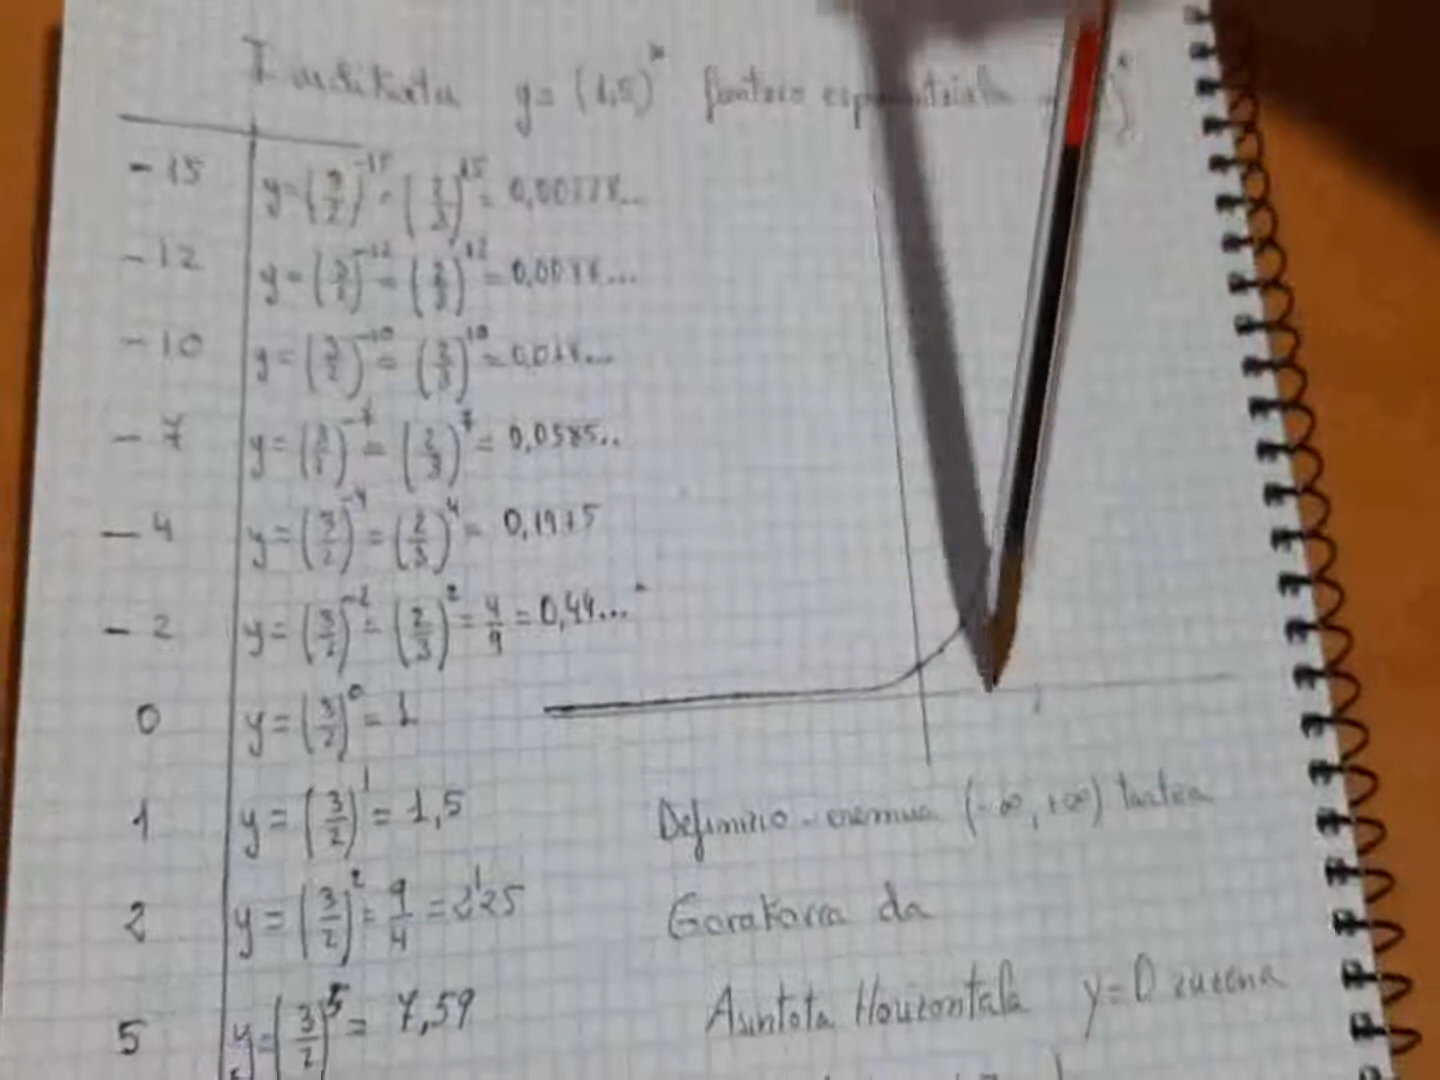 Irudikatu y = (1,5)^x funtzio esponentziala
-15 y = (3/2)^-15 = (2/3)^15 = 0,00228...
-12 y = (3/2)^-12 = (2/3)^12 = 0,0077...
-10 y = (3/2)^-10 = (2/3)^10 = 0,017...
-7 y = (3/2)^-7 = (2/3)^7 = 0,0585..
-4 y = (3/2)^-4 = (2/3)^4 = 0,1975
-2 y = (3/2)^-2 = (2/3)^2 = 4/9 = 0,44...
0 y = (3/2)^0 = 1
1 y = (3/2)^1 = 1,5
2 y = (3/2)^2 = 9/4 = 2'25
5 y = (3/2)^5 = 7,59
Definizio-eremua (-∞, +∞) tartea
Gorakorra da
Asintota Horizontala y=0 zuzena